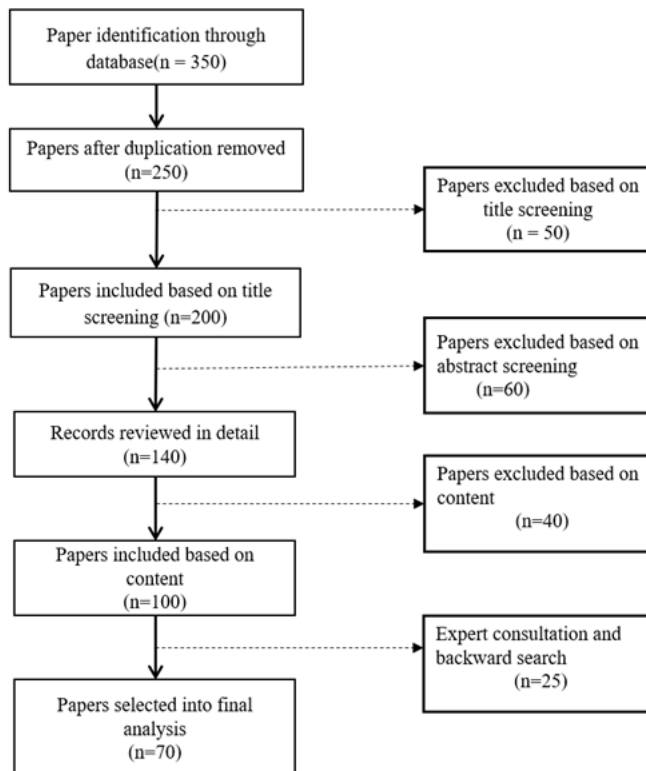 Paper identification through
database(n = 350)
Papers after duplication removed
(n=250)
Papers excluded based on
title screening
(n = 50)
Papers included based on title
screening (n=200)
Papers excluded based on
abstract screening
(n=60)
Records reviewed in detail
(n=140)
Papers excluded based on
content
(n=40)
Papers included based on
content
(n=100)
Expert consultation and
backward search
(n=25)
Papers selected into final
analysis
(n=70)